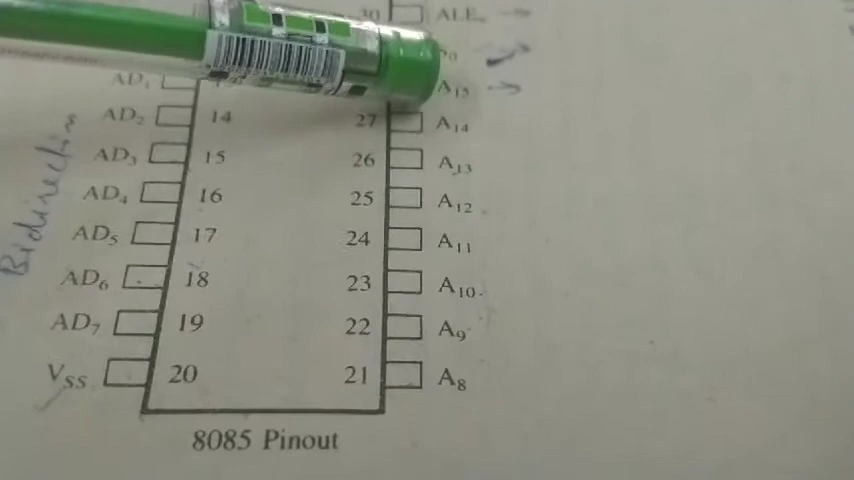 30 ALE
AD₁ A₁₅
AD₂ 14 27 A₁₄
AD₃ 15 26 A₁₃
AD₄ 16 25 A₁₂
AD₅ 17 24 A₁₁
AD₆ 18 23 A₁₀
AD₇ 19 22 A₉
V_SS 20 21 A₈
8085 Pinout